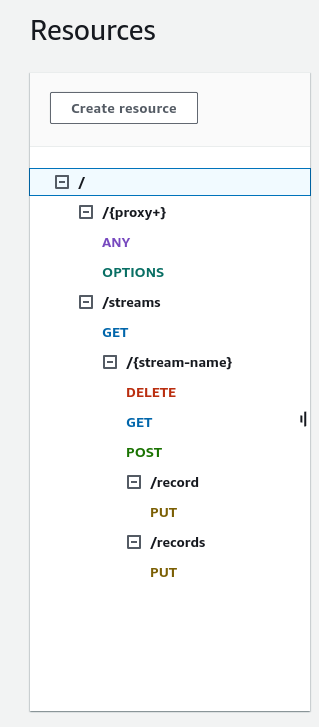 Resources
Create resource
/
/{proxy+}
ANY
OPTIONS
/streams
GET
/{stream-name}
DELETE
GET
POST
/record
PUT
/records
PUT